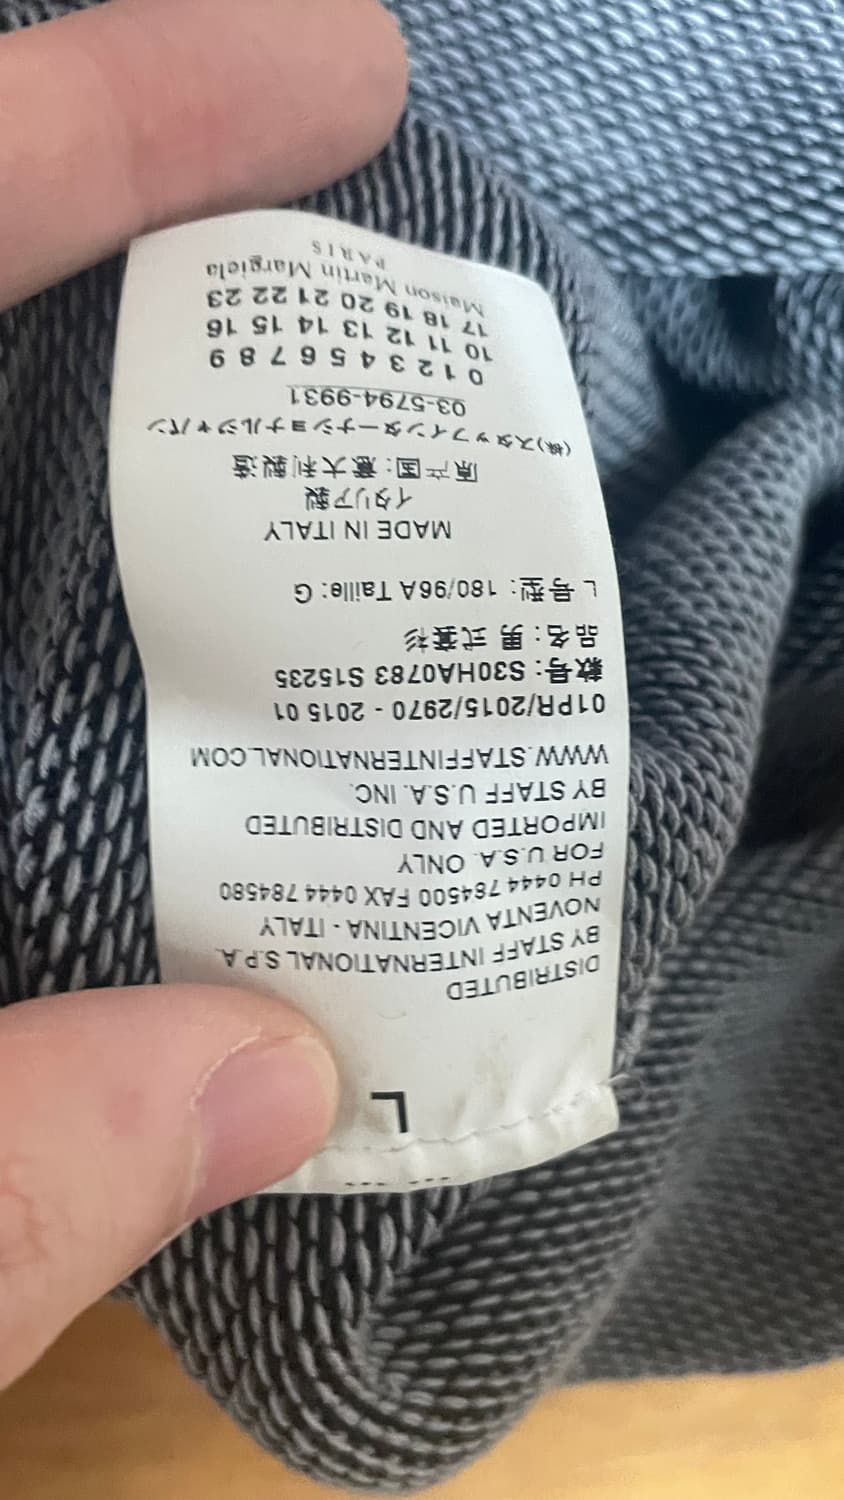 L
DISTRIBUTED
BY STAFF INTERNATIONAL S.P.A.
NOVENTA VICENTINA - ITALY
PH 0444 784500 FAX 0444 784580
FOR U.S.A. ONLY
IMPORTED AND DISTRIBUTED
BY STAFF U.S.A. INC.
WWW.STAFFINTERNATIONAL.COM
01PR/2015/2970 - 2015 01
款号: S30HA0783 S15235
品名: 男式套衫
L 号型: 180/96A Taille: G
MADE IN ITALY
イタリア製
原产国: 意大利製造
(株)スタッフインターナショナルジャパン
03-5794-9931
0 1 2 3 4 5 6 7 8 9
10 11 12 13 14 15 16
17 18 19 20 21 22 23
Maison Martin Margiela
PARIS